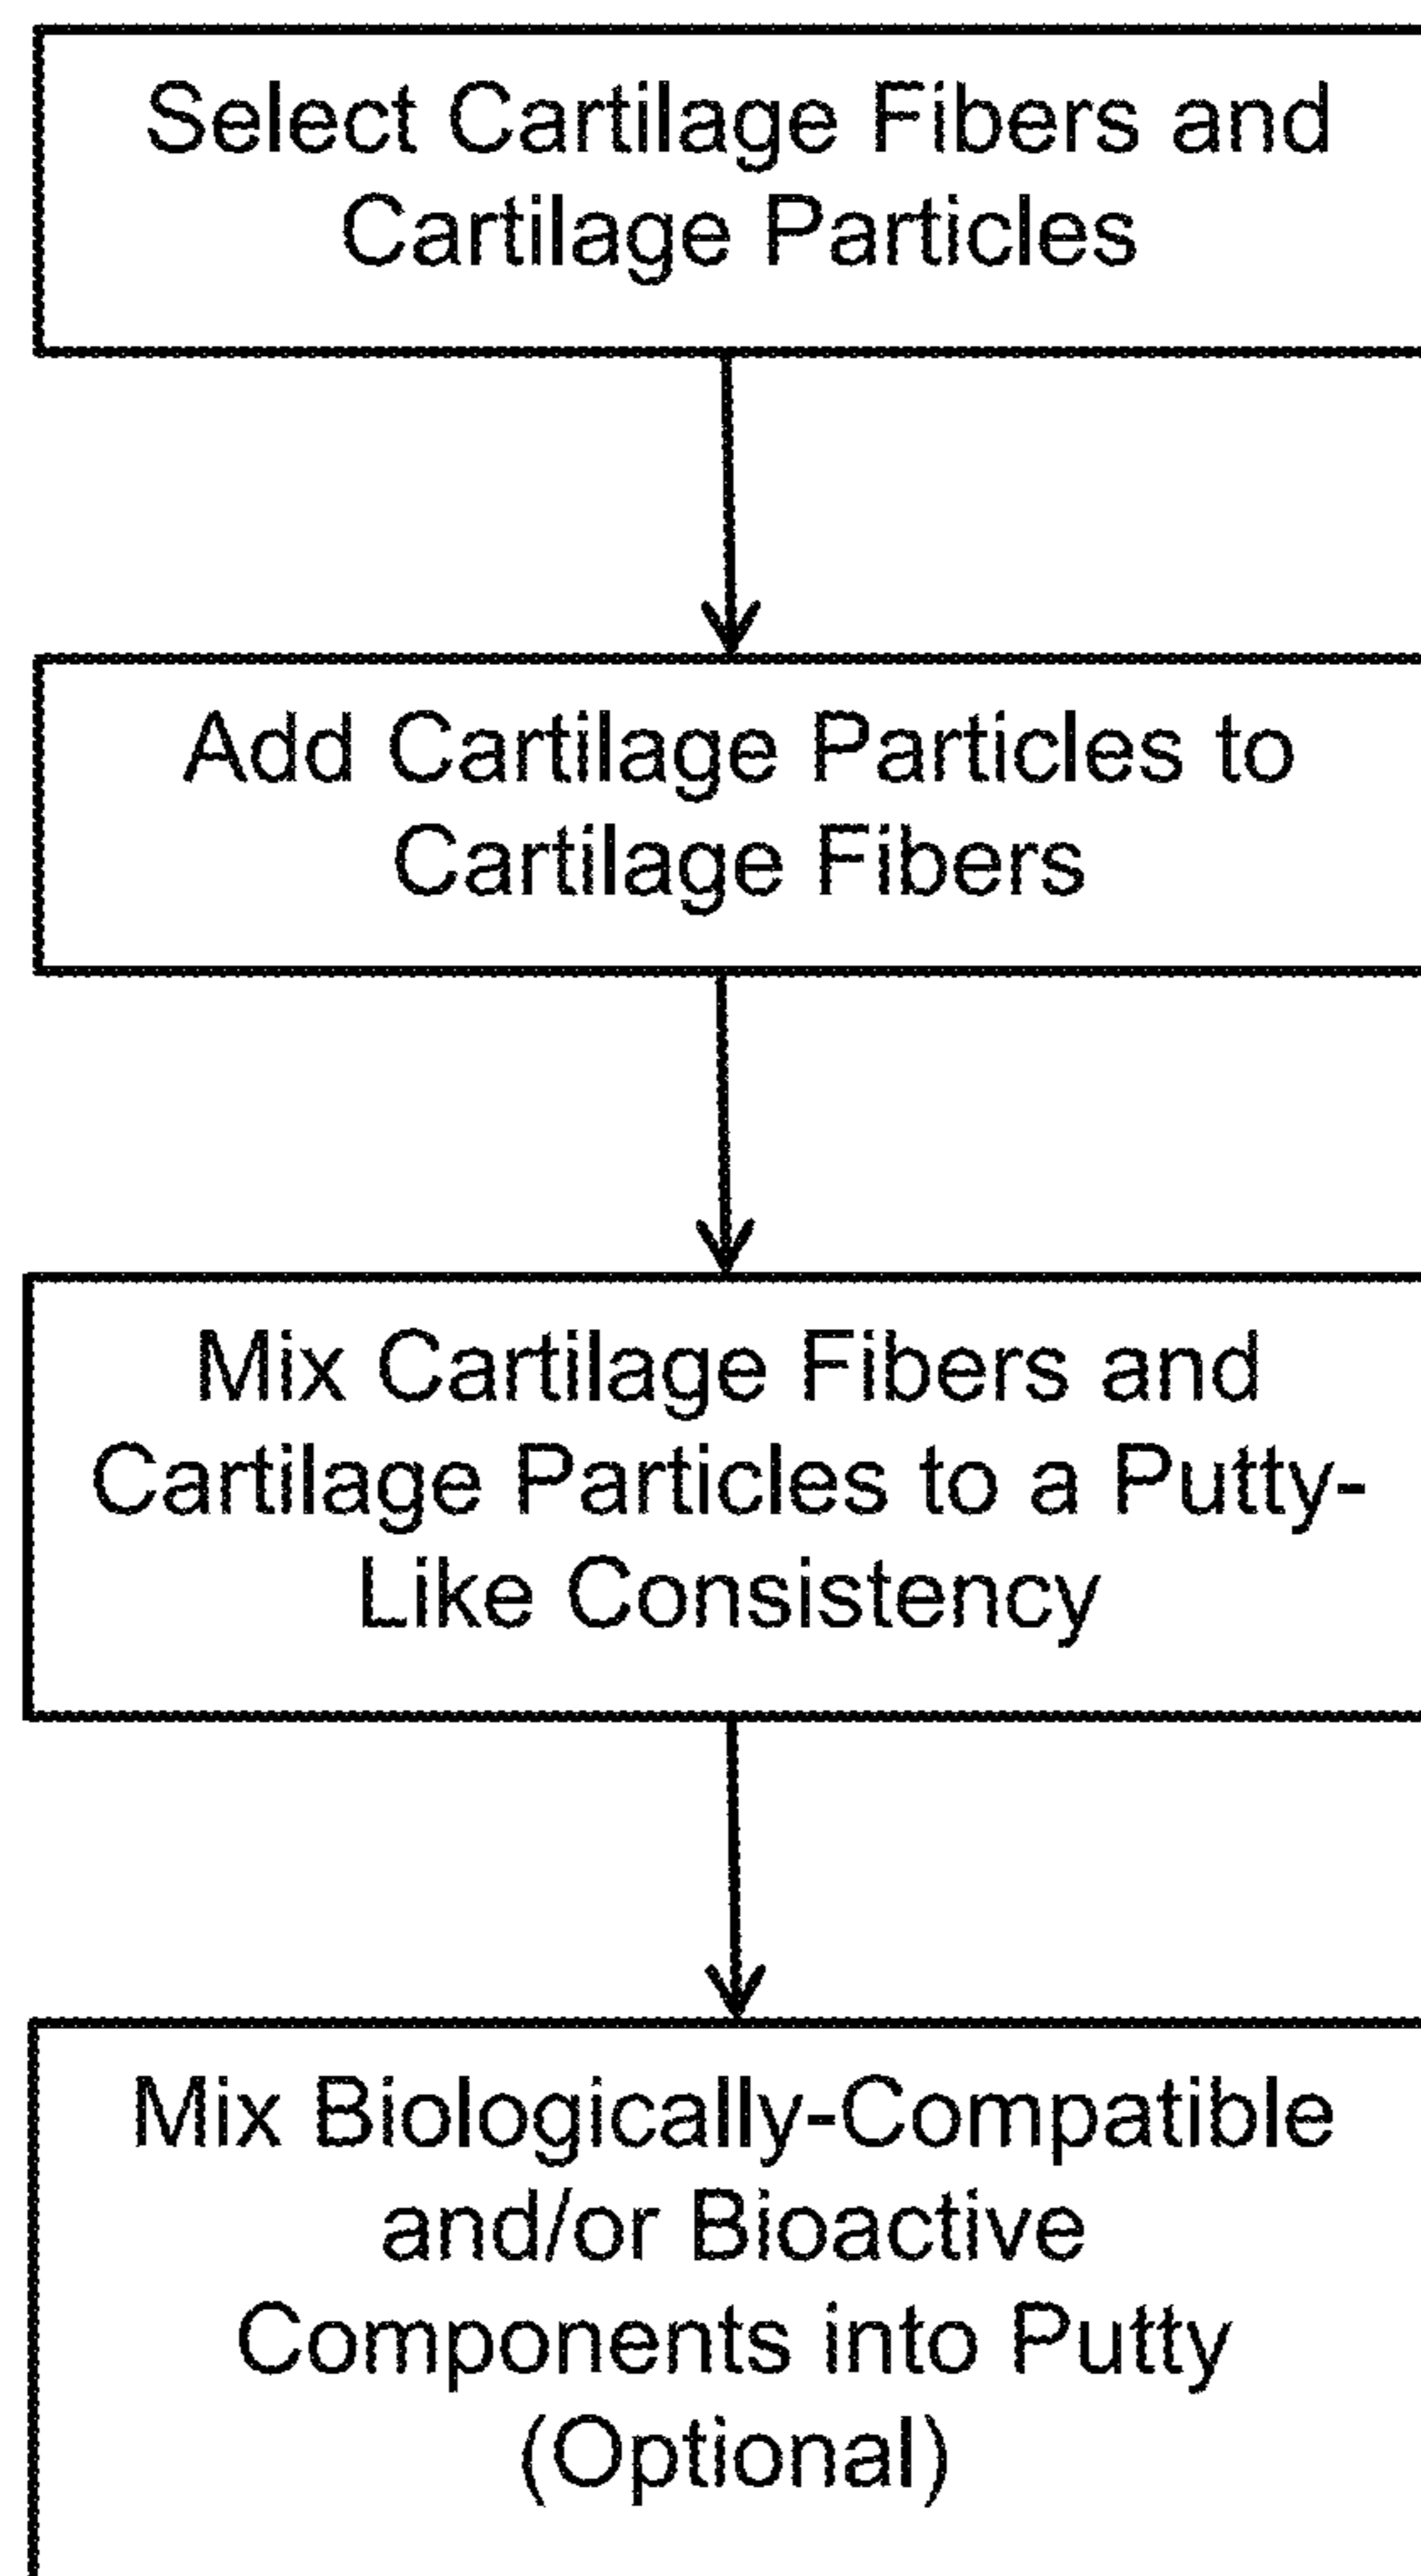 Select Cartilage Fibers and
Cartilage Particles
Add Cartilage Particles to
Cartilage Fibers
Mix Cartilage Fibers and
Cartilage Particles to a Putty-
Like Consistency
Mix Biologically-Compatible
and/or Bioactive
Components into Putty
(Optional)